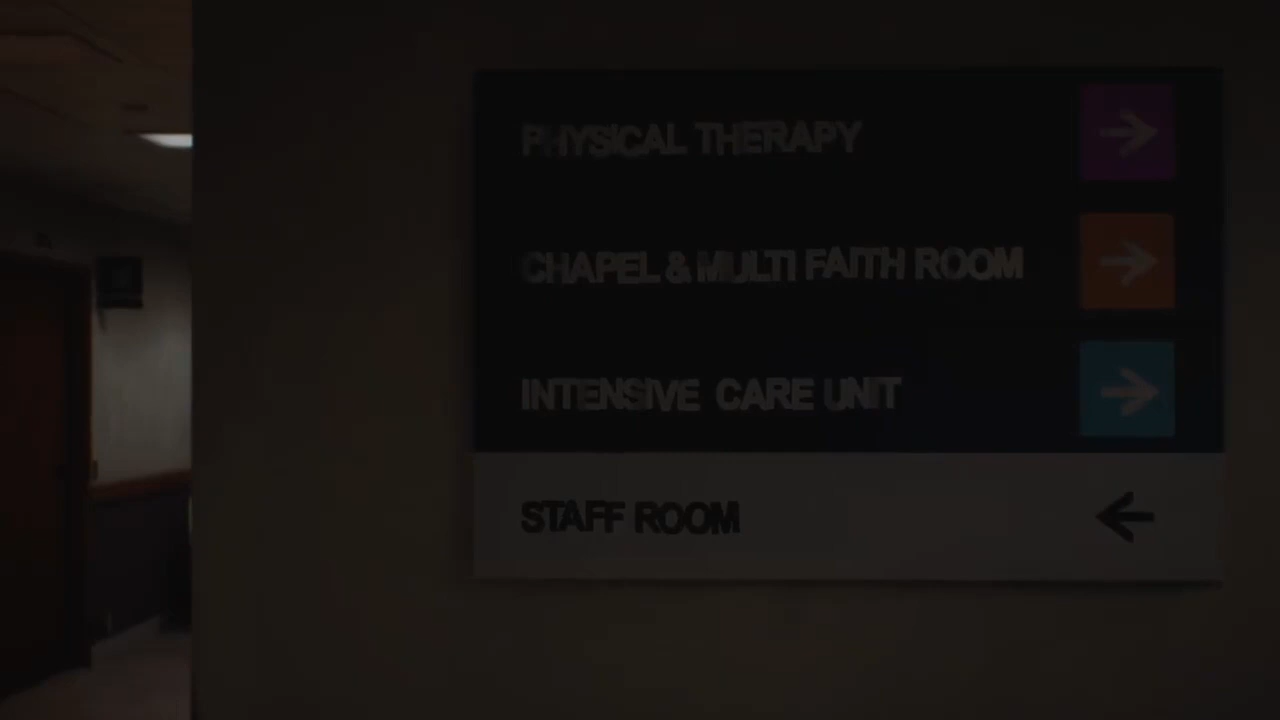 PHYSICAL THERAPY
CHAPEL & MULTI FAITH ROOM
INTENSIVE CARE UNIT
STAFF ROOM